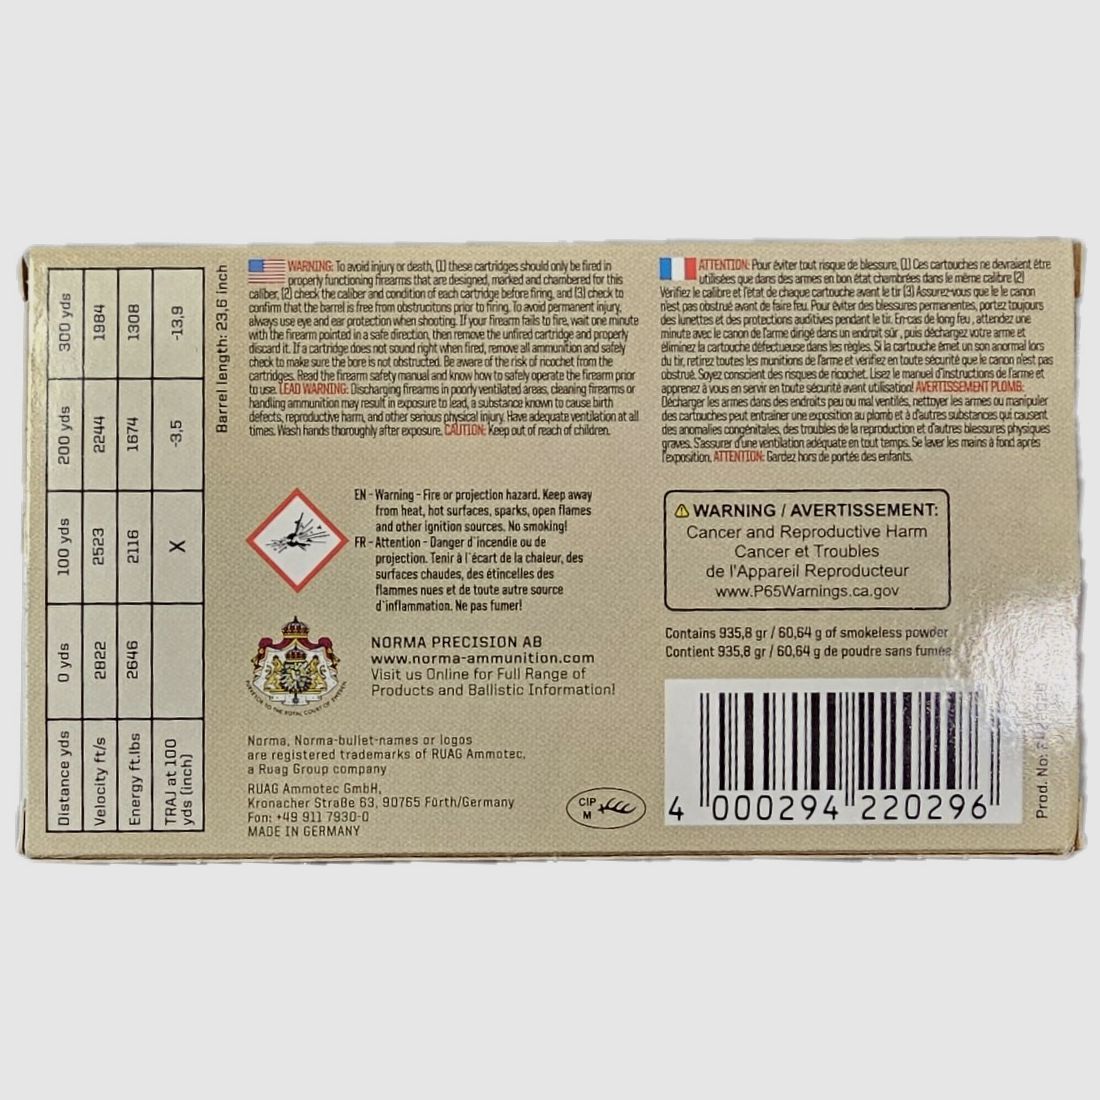 Distance yds 0 yds 100 yds 200 yds 300 yds
Velocity ft/s 2822 2523 2244 1984
Energy ft.lbs 2646 2116 1674 1308
TRAJ at 100
yds (inch) X -3,5 -13,9
Barrel length: 23,6 inch
WARNING: To avoid injury or death, (1) these cartridges should only be fired in
properly functioning firearms that are designed, marked and chambered for this
caliber, (2) check the caliber and condition of each cartridge before firing, and (3) check to
confirm that the barrel is free from obstrucitons prior to firing. To avoid permanent injury,
always use eye and ear protection when shooting. If your firearm fails to fire, wait one minute
with the firearm pointed in a safe direction, then remove the unfired cartridge and properly
discard it. If a cartridge does not sound right when fired, remove all ammunition and safely
check to make sure the bore is not obstructed. Be aware of the risk of ricochet from the
cartridges. Read the firearm safety manual and know how to safely operate the firearm prior
to use. LEAD WARNING: Discharging firearms in poorly ventilated areas, cleaning firearms or
handling ammunition may result in exposure to lead, a substance known to cause birth
defects, reproductive harm, and other serious physical injury. Have adequate ventilation at all
times. Wash hands thoroughly after exposure. CAUTION: Keep out of reach of children.
ATTENTION: Pour éviter tout risque de blessure, (1) Ces cartouches ne devraient être
utilisées que dans des armes en bon état chambrées dans le même calibre (2)
Vérifiez le calibre et l'état de chaque cartouche avant le tir (3) Assurez-vous que le le canon
n'est pas obstrué avant de faire feu. Pour éviter des blessures permanentes, portez toujours
des lunettes et des protections auditives pendant le tir. En-cas de long feu , attendez une
minute avec le canon de l'arme dirigé dans un endroit sûr , puis déchargez votre arme et
éliminez la cartouche défectueuse dans les règles. Si la cartouche émet un son anormal lors
du tir, retirez toutes les munitions de l'arme et vérifiez en toute sécurité que le canon n'est pas
obstrué. Soyez conscient des risques de ricochet. Lisez le manuel d'instructions de l'arme et
apprenez à vous en servir en toute sécurité avant utilisation! AVERTISSEMENT PLOMB:
Décharger les armes dans des endroits peu ou mal ventilés, nettoyer les armes ou manipuler
des cartouches peut entraîner une exposition au plomb et à d'autres substances qui causent
des anomalies congénitales, des troubles de la reproduction et d'autres blessures physiques
graves. S'assurer d'une ventilation adéquate en tout temps. Se laver les mains à fond après
l'exposition. ATTENTION: Gardez hors de portée des enfants.
EN - Warning - Fire or projection hazard. Keep away
from heat, hot surfaces, sparks, open flames
and other ignition sources. No smoking!
FR - Attention - Danger d'incendie ou de
projection. Tenir à l'écart de la chaleur, des
surfaces chaudes, des étincelles des
flammes nues et de toute autre source
d'inflammation. Ne pas fumer!
WARNING / AVERTISSEMENT:
Cancer and Reproductive Harm
Cancer et Troubles
de l'Appareil Reproducteur
www.P65Warnings.ca.gov
Contains 935,8 gr / 60,64 g of smokeless powder
Contient 935,8 gr / 60,64 g de poudre sans fumée
NORMA PRECISION AB
www.norma-ammunition.com
Visit us Online for Full Range of
Products and Ballistic Information!
PURVEYOR TO THE ROYAL COURT OF SWEDEN
Norma, Norma-bullet-names or logos
are registered trademarks of RUAG Ammotec,
a Ruag Group company
RUAG Ammotec GmbH,
Kronacher Straße 63, 90765 Fürth/Germany
Fon: +49 911 7930-0
MADE IN GERMANY
CIP
M
4 000294 220296
Prod. No: